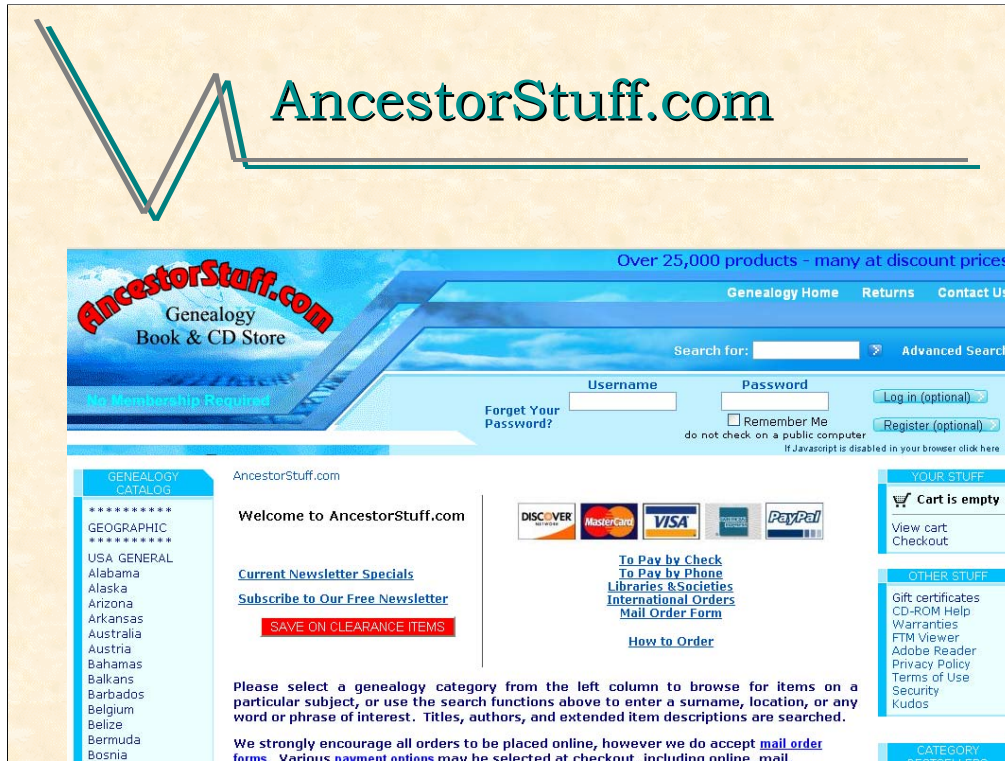 AncestorStuff.com
Over 25,000 products - many at discount prices
AncestorStuff.com
Genealogy
Book & CD Store
No Membership Required
Genealogy Home Returns Contact Us
Search for: Advanced Search
Username Password
Forget Your
Password?
Remember Me
do not check on a public computer
Log in (optional)
Register (optional)
If Javascript is disabled in your browser click here
GENEALOGY
CATALOG
**********
GEOGRAPHIC
**********
USA GENERAL
Alabama
Alaska
Arizona
Arkansas
Australia
Austria
Bahamas
Balkans
Barbados
Belgium
Belize
Bermuda
Bosnia
AncestorStuff.com
Welcome to AncestorStuff.com
Current Newsletter Specials
Subscribe to Our Free Newsletter
SAVE ON CLEARANCE ITEMS
DISCOVER MasterCard VISA AMERICAN EXPRESS PayPal
NETWORK
To Pay by Check
To Pay by Phone
Libraries &Societies
International Orders
Mail Order Form
How to Order
Please select a genealogy category from the left column to browse for items on a
particular subject, or use the search functions above to enter a surname, location, or any
word or phrase of interest. Titles, authors, and extended item descriptions are searched.
We strongly encourage all orders to be placed online, however we do accept mail order
forms. Various payment options may be selected at checkout, including online, mail,
YOUR STUFF
Cart is empty
View cart
Checkout
OTHER STUFF
Gift certificates
CD-ROM Help
Warranties
FTM Viewer
Adobe Reader
Privacy Policy
Terms of Use
Security
Kudos
CATEGORY
BESTSELLERS